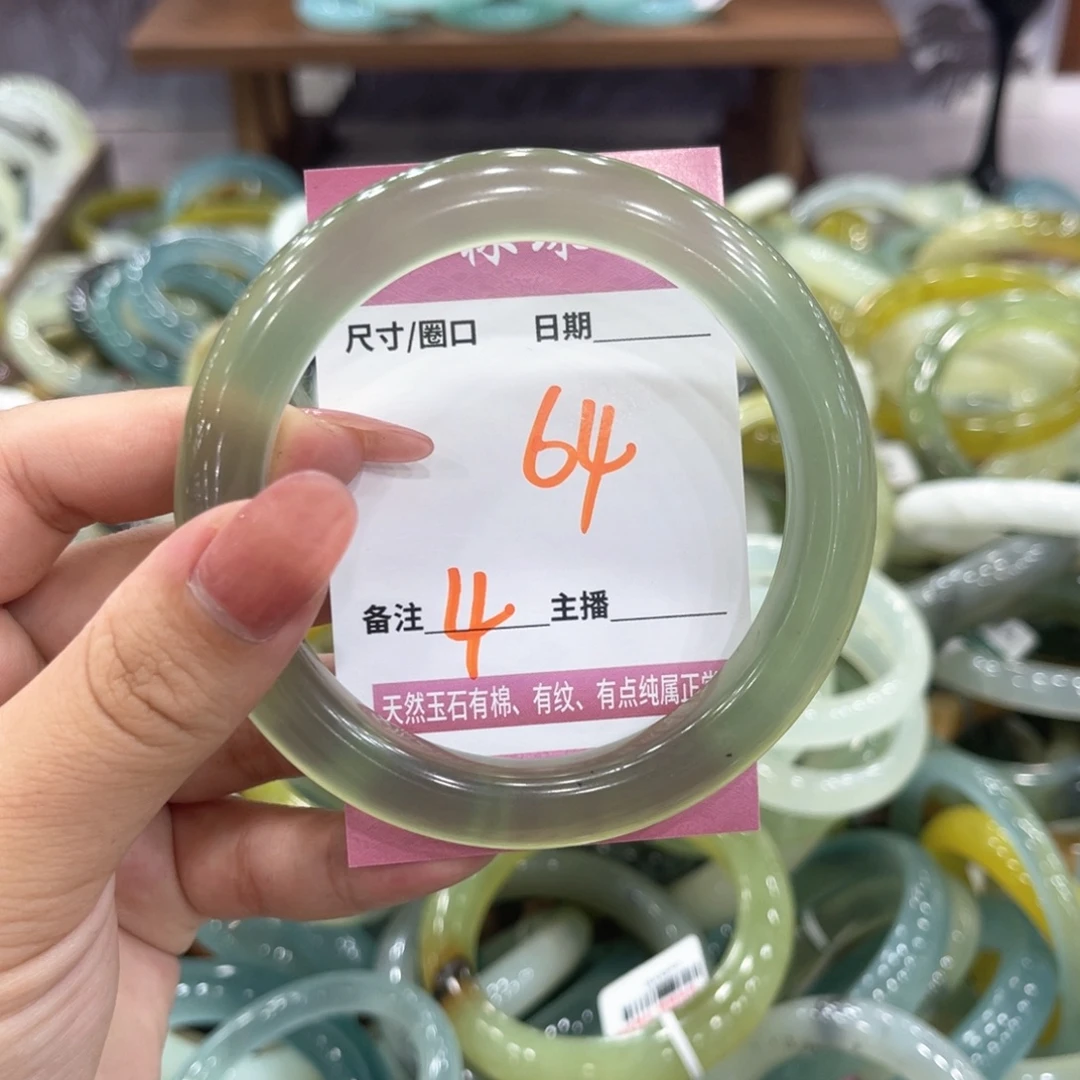 尺寸/圈口 日期
64
备注 4 主播
天然玉石有棉、有纹、有点纯属正